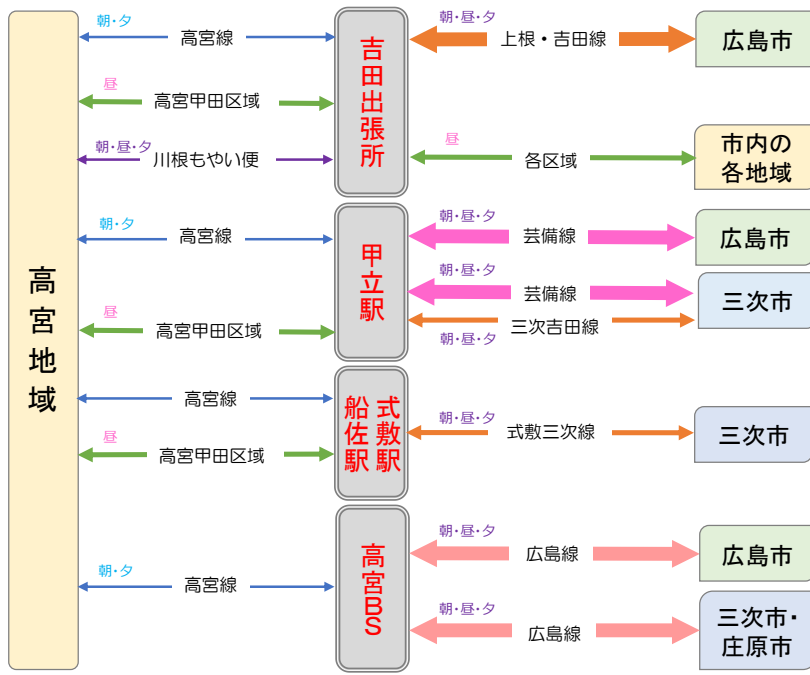 高宮地域
朝・夕
高宮線
昼
高宮甲田区域
朝・昼・夕
川根もやい便
吉田出張所
朝・昼・夕
上根・吉田線
広島市
昼
各区域
市内の
各地域
朝・夕
高宮線
昼
高宮甲田区域
甲立駅
朝・昼・夕
芸備線
広島市
朝・昼・夕
芸備線
三次吉田線
朝・昼・夕
三次市
高宮線
昼
高宮甲田区域
式敷駅
船佐駅
朝・昼・夕
式敷三次線
三次市
朝・夕
高宮線
高宮BS
朝・昼・夕
広島線
広島市
朝・昼・夕
広島線
三次市・
庄原市